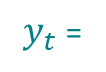 yₜ =